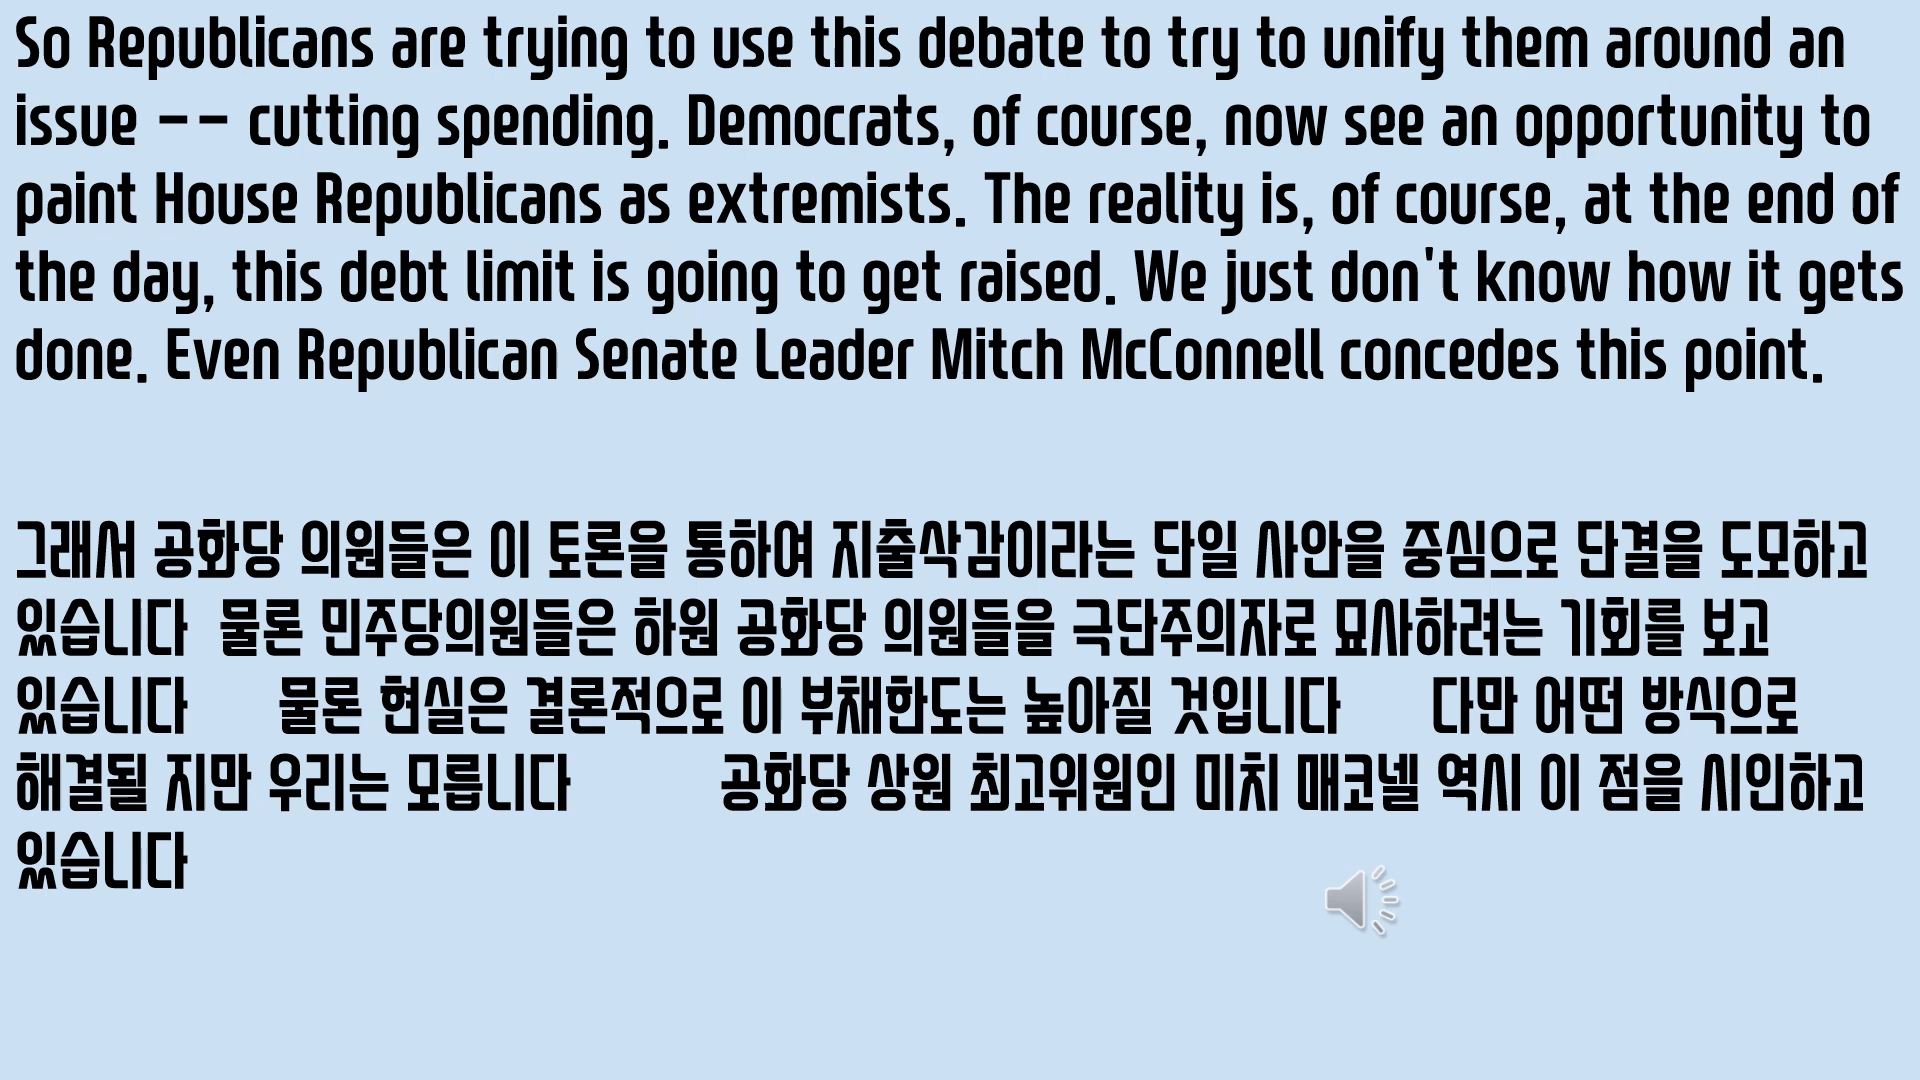 So Republicans are trying to use this debate to try to unify them around an
issue -- cutting spending. Democrats, of course, now see an opportunity to
paint House Republicans as extremists. The reality is, of course, at the end of
the day, this debt limit is going to get raised. We just don't know how it gets
done. Even Republican Senate Leader Mitch McConnell concedes this point.
그래서 공화당 의원들은 이 토론을 통하여 지출삭감이라는 단일 사안을 중심으로 단결을 도모하고
있습니다 물론 민주당의원들은 하원 공화당 의원들을 극단주의자로 묘사하려는 기회를 보고
있습니다 물론 현실은 결론적으로 이 부채한도는 높아질 것입니다 다만 어떤 방식으로
해결될 지만 우리는 모릅니다 공화당 상원 최고위원인 미치 매코넬 역시 이 점을 시인하고
있습니다